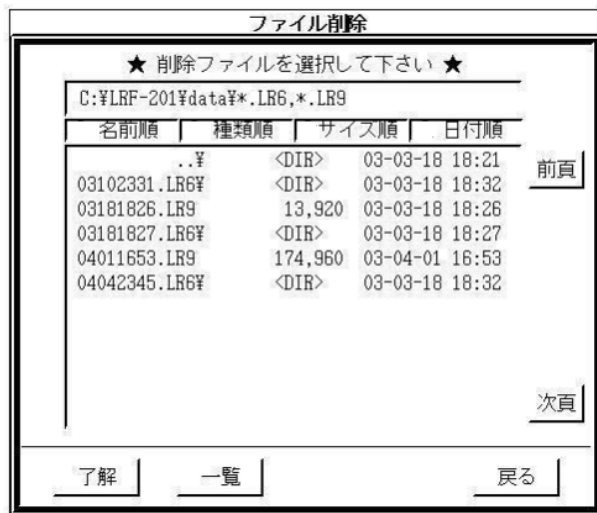 ファイル削除
★ 削除ファイルを選択して下さい ★
C:¥LRF-201¥data¥*.LR6,*.LR9
名前順 種類順 サイズ順 日付順
..¥ <DIR> 03-03-18 18:21
前頁
03102331.LR6¥ <DIR> 03-03-18 18:32
03181826.LR9 13,920 03-03-18 18:26
03181827.LR6¥ <DIR> 03-03-18 18:27
04011653.LR9 174,960 03-04-01 16:53
04042345.LR6¥ <DIR> 03-03-18 18:32
次頁
了解 一覧 戻る